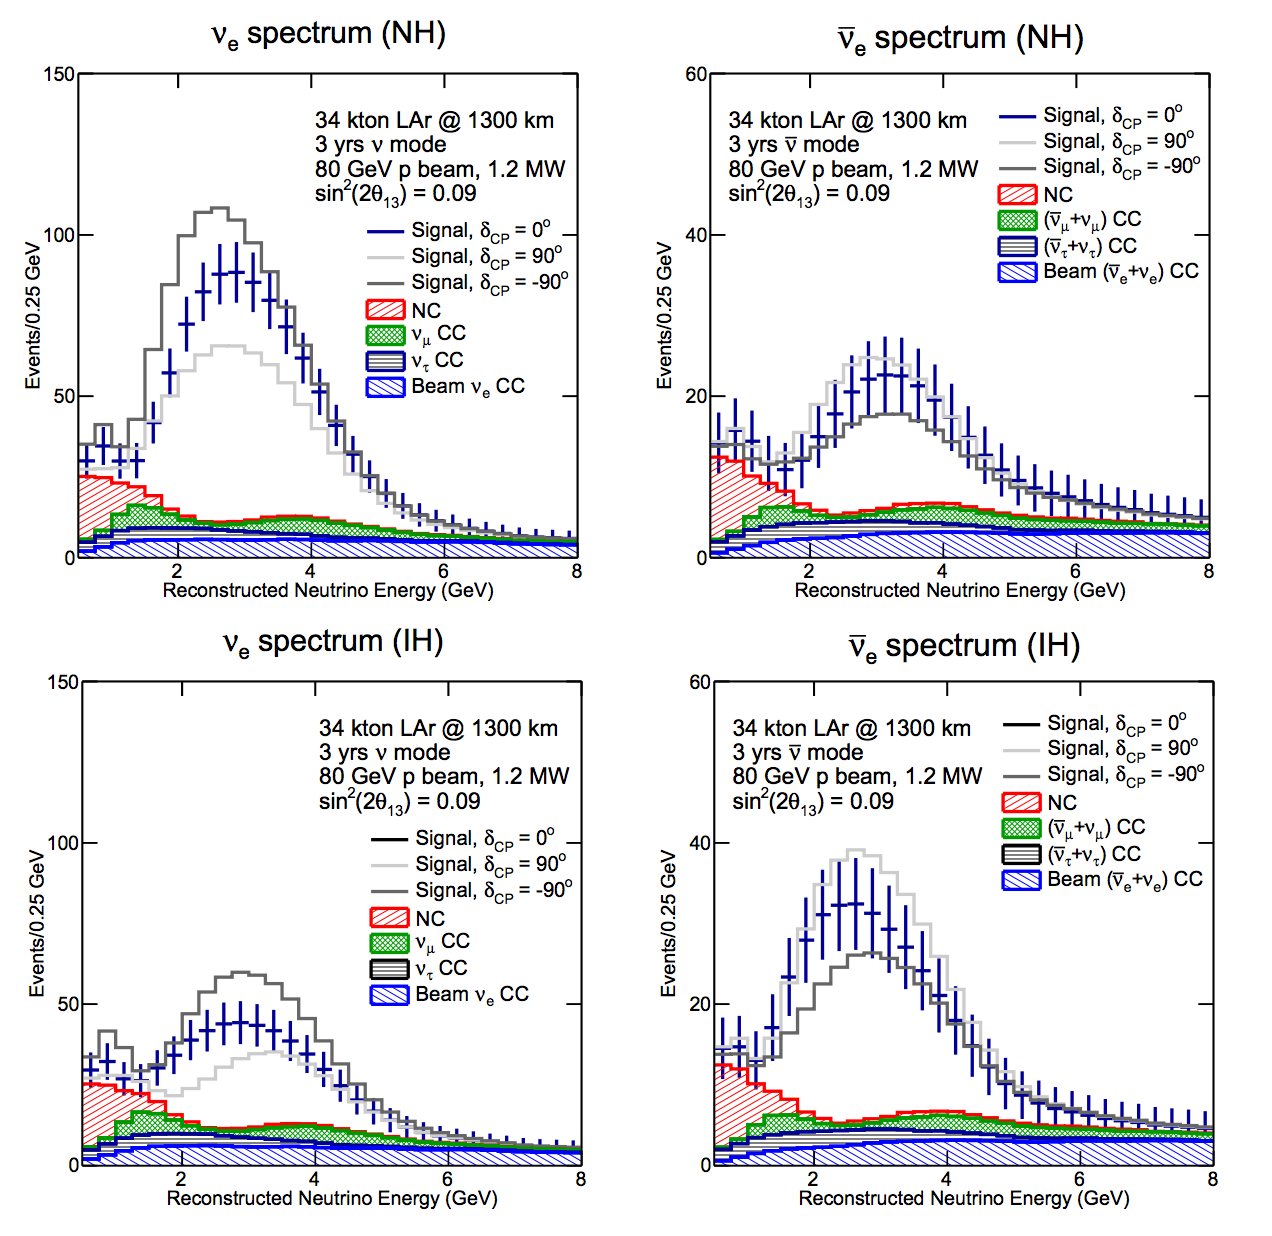 νe spectrum (NH)
150
100
50
0
2
4
6
8
Events/0.25 GeV
Reconstructed Neutrino Energy (GeV)
34 kton LAr @ 1300 km
3 yrs ν mode
80 GeV p beam, 1.2 MW
sin²(2θ13) = 0.09
Signal, δCP = 0°
Signal, δCP = 90°
Signal, δCP = -90°
NC
νμ CC
ντ CC
Beam νe CC
ν̅e spectrum (NH)
60
40
20
0
2
4
6
8
Events/0.25 GeV
Reconstructed Neutrino Energy (GeV)
34 kton LAr @ 1300 km
3 yrs ν̅ mode
80 GeV p beam, 1.2 MW
sin²(2θ13) = 0.09
Signal, δCP = 0°
Signal, δCP = 90°
Signal, δCP = -90°
NC
(ν̅μ+νμ) CC
(ν̅τ+ντ) CC
Beam (ν̅e+νe) CC
νe spectrum (IH)
150
100
50
0
2
4
6
8
Events/0.25 GeV
Reconstructed Neutrino Energy (GeV)
34 kton LAr @ 1300 km
3 yrs ν mode
80 GeV p beam, 1.2 MW
sin²(2θ13) = 0.09
Signal, δCP = 0°
Signal, δCP = 90°
Signal, δCP = -90°
NC
νμ CC
ντ CC
Beam νe CC
ν̅e spectrum (IH)
60
40
20
0
2
4
6
8
Events/0.25 GeV
Reconstructed Neutrino Energy (GeV)
34 kton LAr @ 1300 km
3 yrs ν̅ mode
80 GeV p beam, 1.2 MW
sin²(2θ13) = 0.09
Signal, δCP = 0°
Signal, δCP = 90°
Signal, δCP = -90°
NC
(ν̅μ+νμ) CC
(ν̅τ+ντ) CC
Beam (ν̅e+νe) CC